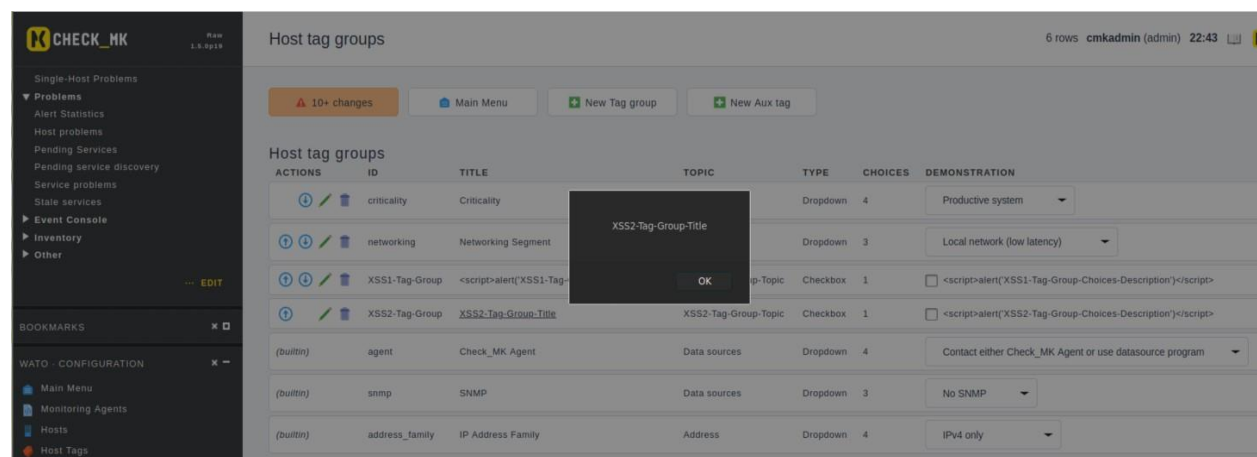 CHECK_MK
Raw
1.5.0p19
Host tag groups
6 rows cmkadmin (admin) 22:43
Single-Host Problems
Problems
Alert Statistics
Host problems
Pending Services
Pending service discovery
Service problems
Stale services
Event Console
Inventory
Other
... EDIT
BOOKMARKS
WATO · CONFIGURATION
Main Menu
Monitoring Agents
Hosts
Host Tags
10+ changes
Main Menu
New Tag group
New Aux tag
Host tag groups
ACTIONS ID TITLE TOPIC TYPE CHOICES DEMONSTRATION
criticality Criticality Dropdown 4 Productive system
networking Networking Segment Dropdown 3 Local network (low latency)
XSS1-Tag-Group <script>alert('XSS1-Tag- up-Topic Checkbox 1 <script>alert('XSS1-Tag-Group-Choices-Description')</script>
XSS2-Tag-Group XSS2-Tag-Group-Title XSS2-Tag-Group-Topic Checkbox 1 <script>alert('XSS2-Tag-Group-Choices-Description')</script>
(builtin) agent Check_MK Agent Data sources Dropdown 4 Contact either Check_MK Agent or use datasource program
(builtin) snmp SNMP Data sources Dropdown 3 No SNMP
(builtin) address_family IP Address Family Address Dropdown 4 IPv4 only
XSS2-Tag-Group-Title
OK